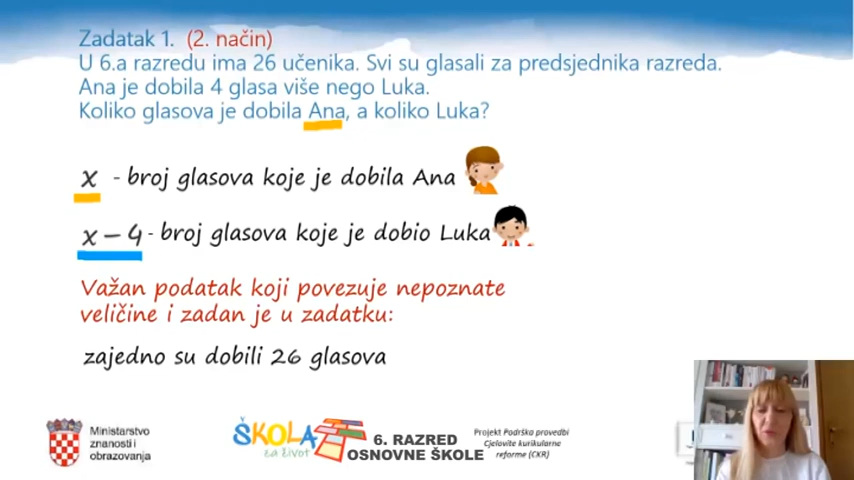 Zadatak 1. (2. način)
U 6.a razredu ima 26 učenika. Svi su glasali za predsjednika razreda.
Ana je dobila 4 glasa više nego Luka.
Koliko glasova je dobila Ana, a koliko Luka?
x - broj glasova koje je dobila Ana
x – 4 - broj glasova koje je dobio Luka
Važan podatak koji povezuje nepoznate
veličine i zadan je u zadatku:
zajedno su dobili 26 glasova
Ministarstvo
znanosti i
obrazovanja
ŠKOLA
za život
6. RAZRED
OSNOVNE ŠKOLE
Projekt Podrška provedbi
Cjelovite kurikularne
reforme (CKR)